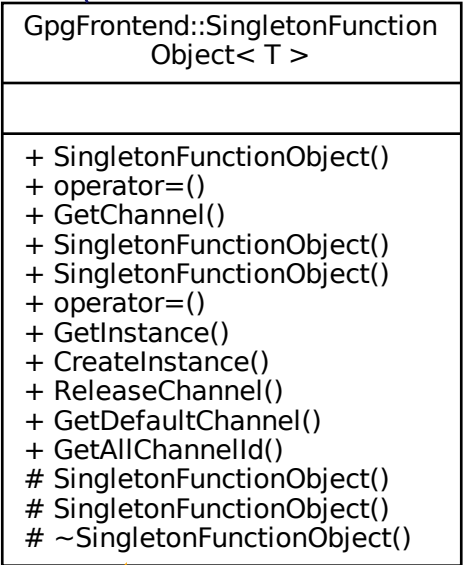 GpgFrontend::SingletonFunction
Object< T >
+ SingletonFunctionObject()
+ operator=()
+ GetChannel()
+ SingletonFunctionObject()
+ SingletonFunctionObject()
+ operator=()
+ GetInstance()
+ CreateInstance()
+ ReleaseChannel()
+ GetDefaultChannel()
+ GetAllChannelId()
# SingletonFunctionObject()
# SingletonFunctionObject()
# ~SingletonFunctionObject()